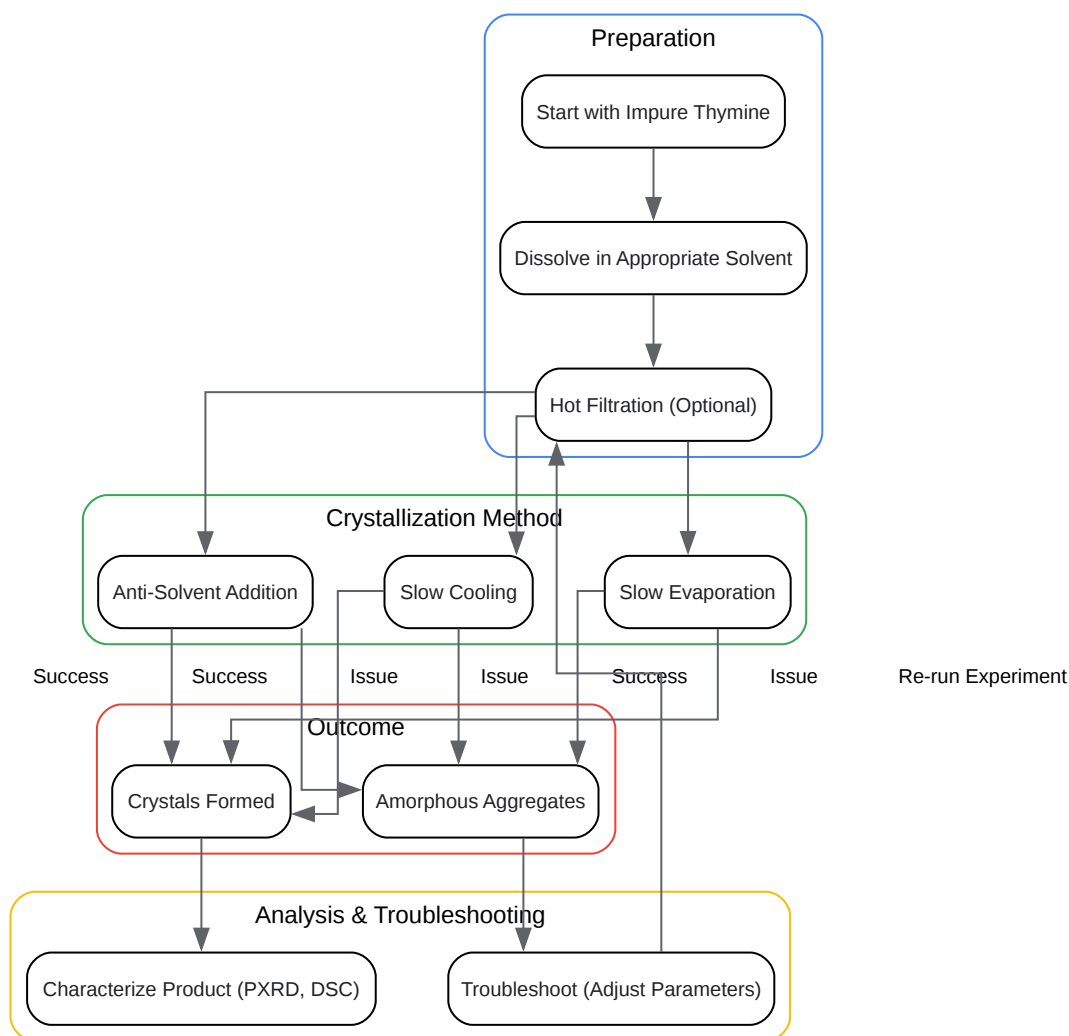 Preparation
Start with Impure Thymine
Dissolve in Appropriate Solvent
Hot Filtration (Optional)
Crystallization Method
Anti-Solvent Addition
Slow Cooling
Slow Evaporation
Success
Success
Issue
Issue
Success
Issue
Re-run Experiment
Outcome
Crystals Formed
Amorphous Aggregates
Analysis & Troubleshooting
Characterize Product (PXRD, DSC)
Troubleshoot (Adjust Parameters)